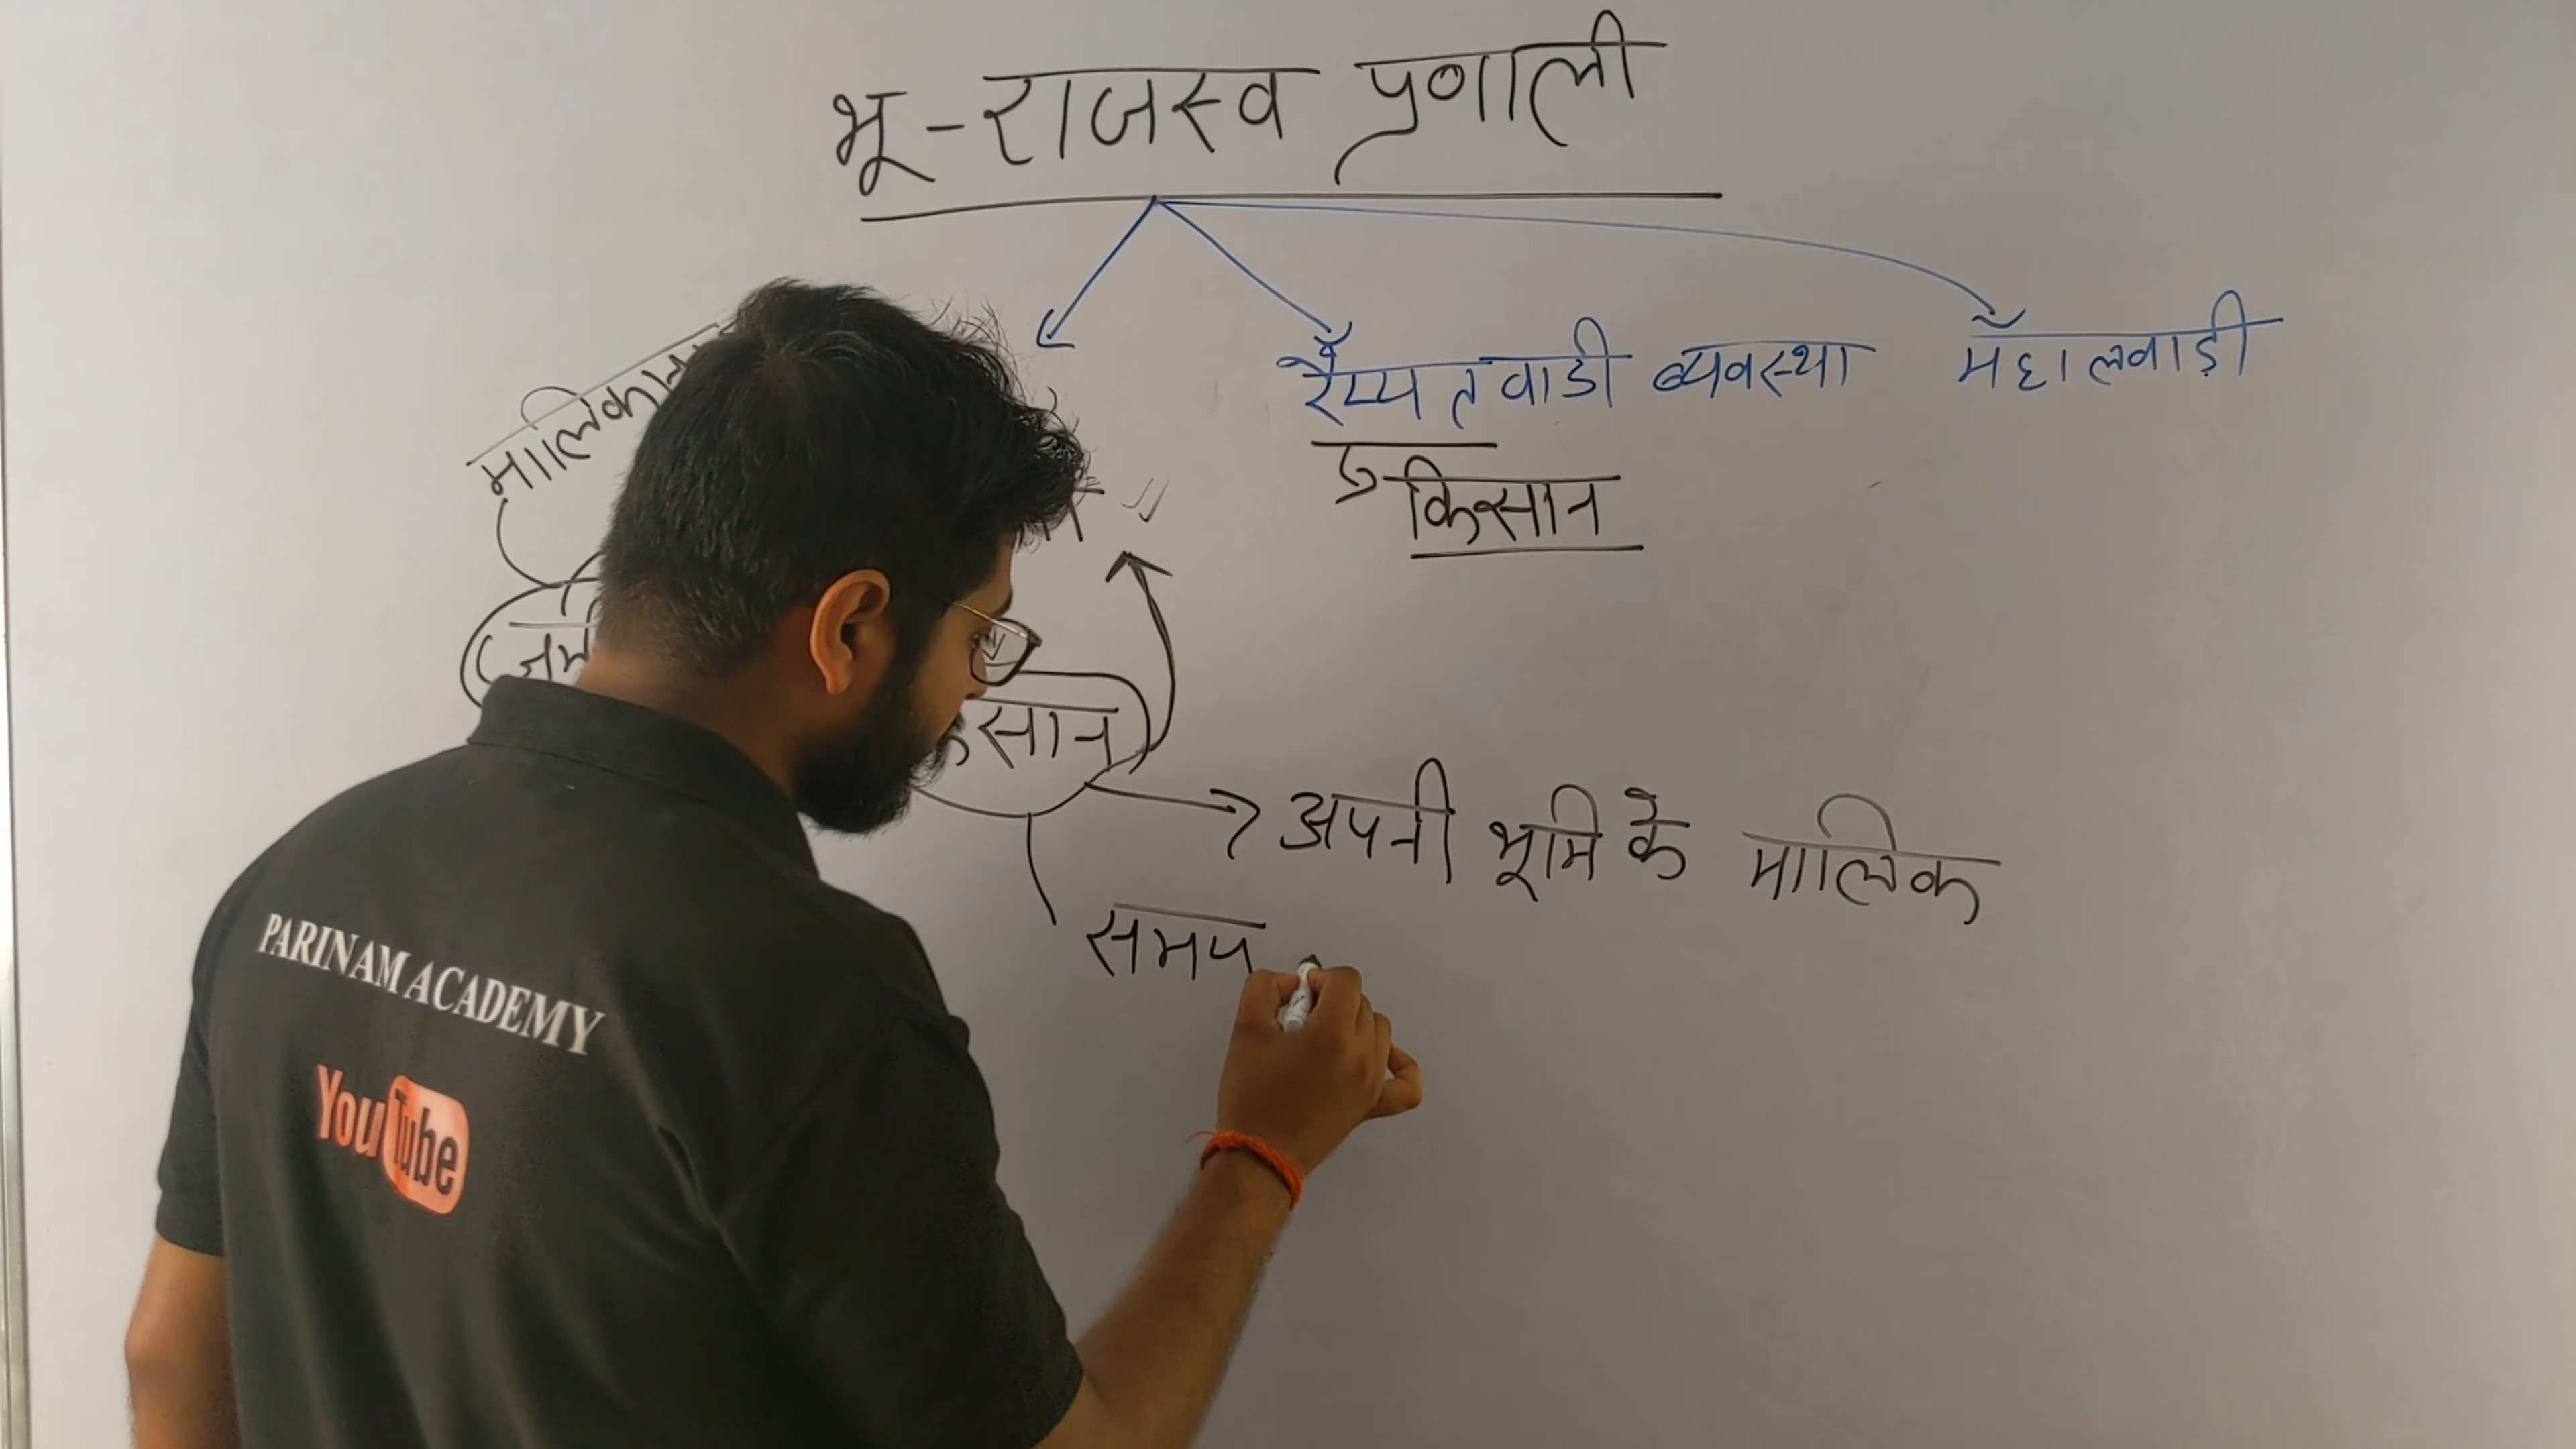 भू-राजस्व प्रणाली
रैय्यतवाडी व्यवस्था
महालवाड़ी
किसान
अपनी भूमि के मालिक
समय
PARINAM ACADEMY
YouTube